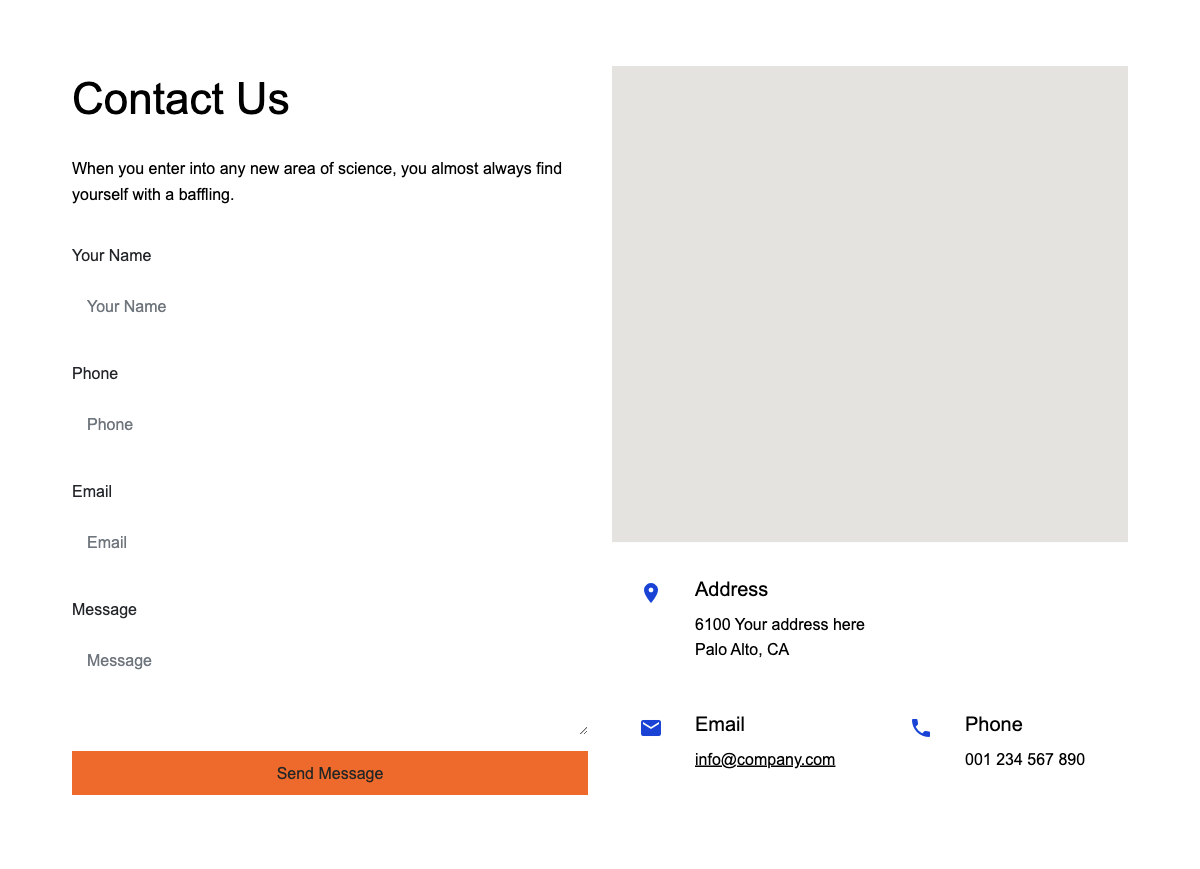 Contact Us
When you enter into any new area of science, you almost always find
yourself with a baffling.
Your Name
Your Name
Phone
Phone
Email
Email
Message
Message
Send Message
Address
6100 Your address here
Palo Alto, CA
Email
info@company.com
Phone
001 234 567 890